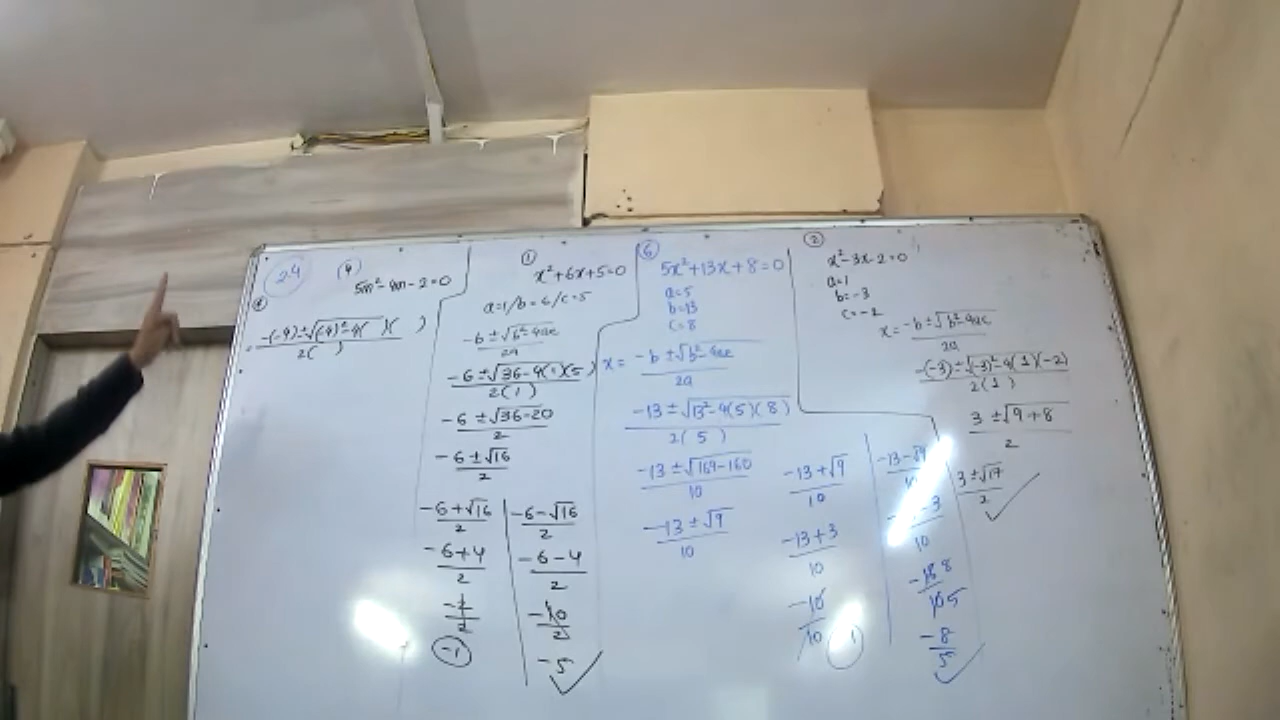 24
(4)
5m²-4m-2=0
= -(-4)±√(-4)²-4( )( ) / 2( )
(1)
x²+6x+5=0
a=1/b=6/c=5
-b±√b²-4ac / 2a
-6±√36-4(1)(5) / 2(1)
-6±√36-20 / 2
-6±√16 / 2
-6+√16 / 2
-6+4 / 2
-2 / 2
-1
-6-√16 / 2
-6-4 / 2
-10 / 2
-5
(6)
5x²+13x+8=0
a=5
b=13
c=8
x= -b±√b²-4ac / 2a
-13±√13²-4(5)(8) / 2(5)
-13±√169-160 / 10
-13±√9 / 10
-13+√9 / 10
-13+3 / 10
-10 / 10
1
-13-√9 / 10
-3 / 10
-8 / 5
(2)
x²-3x-2=0
a=1
b=-3
c=-2
x= -b±√b²-4ac / 2a
-(-3)±√(-3)²-4(1)(-2) / 2(1)
3±√9+8 / 2
3±√17 / 2